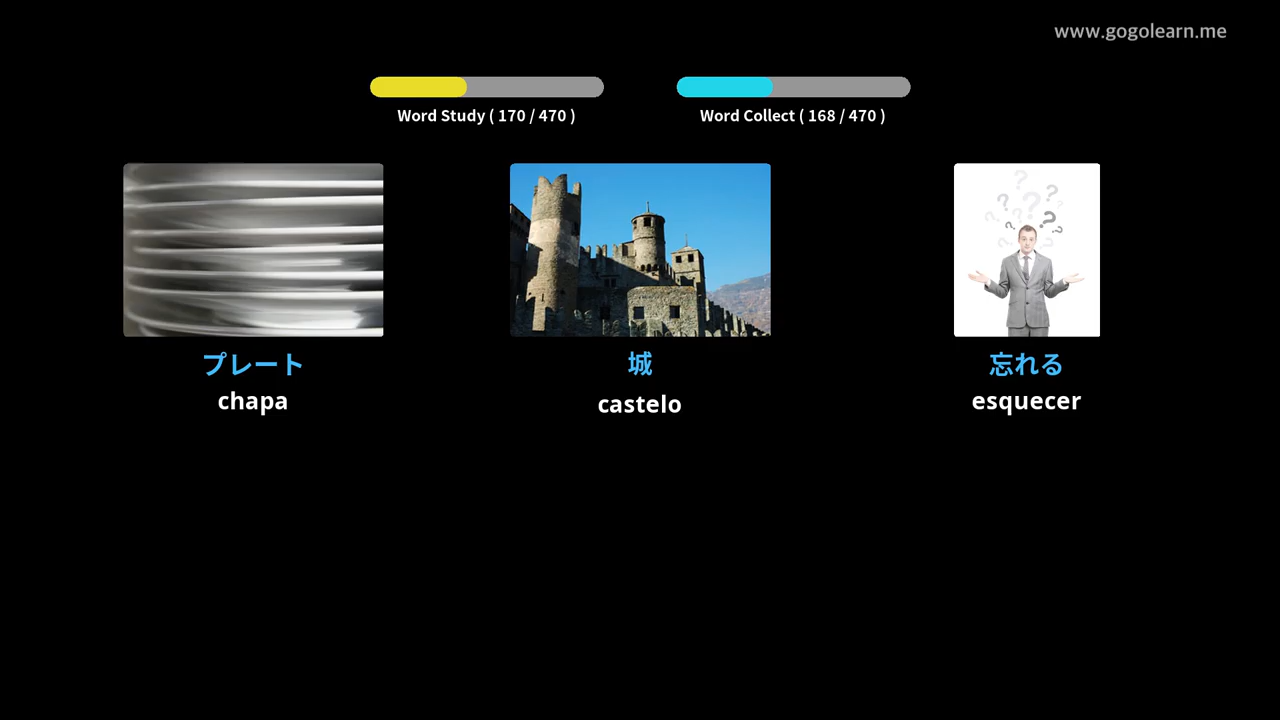 www.gogolearn.me
Word Study ( 170 / 470 )
Word Collect ( 168 / 470 )
プレート
城
忘れる
chapa
castelo
esquecer